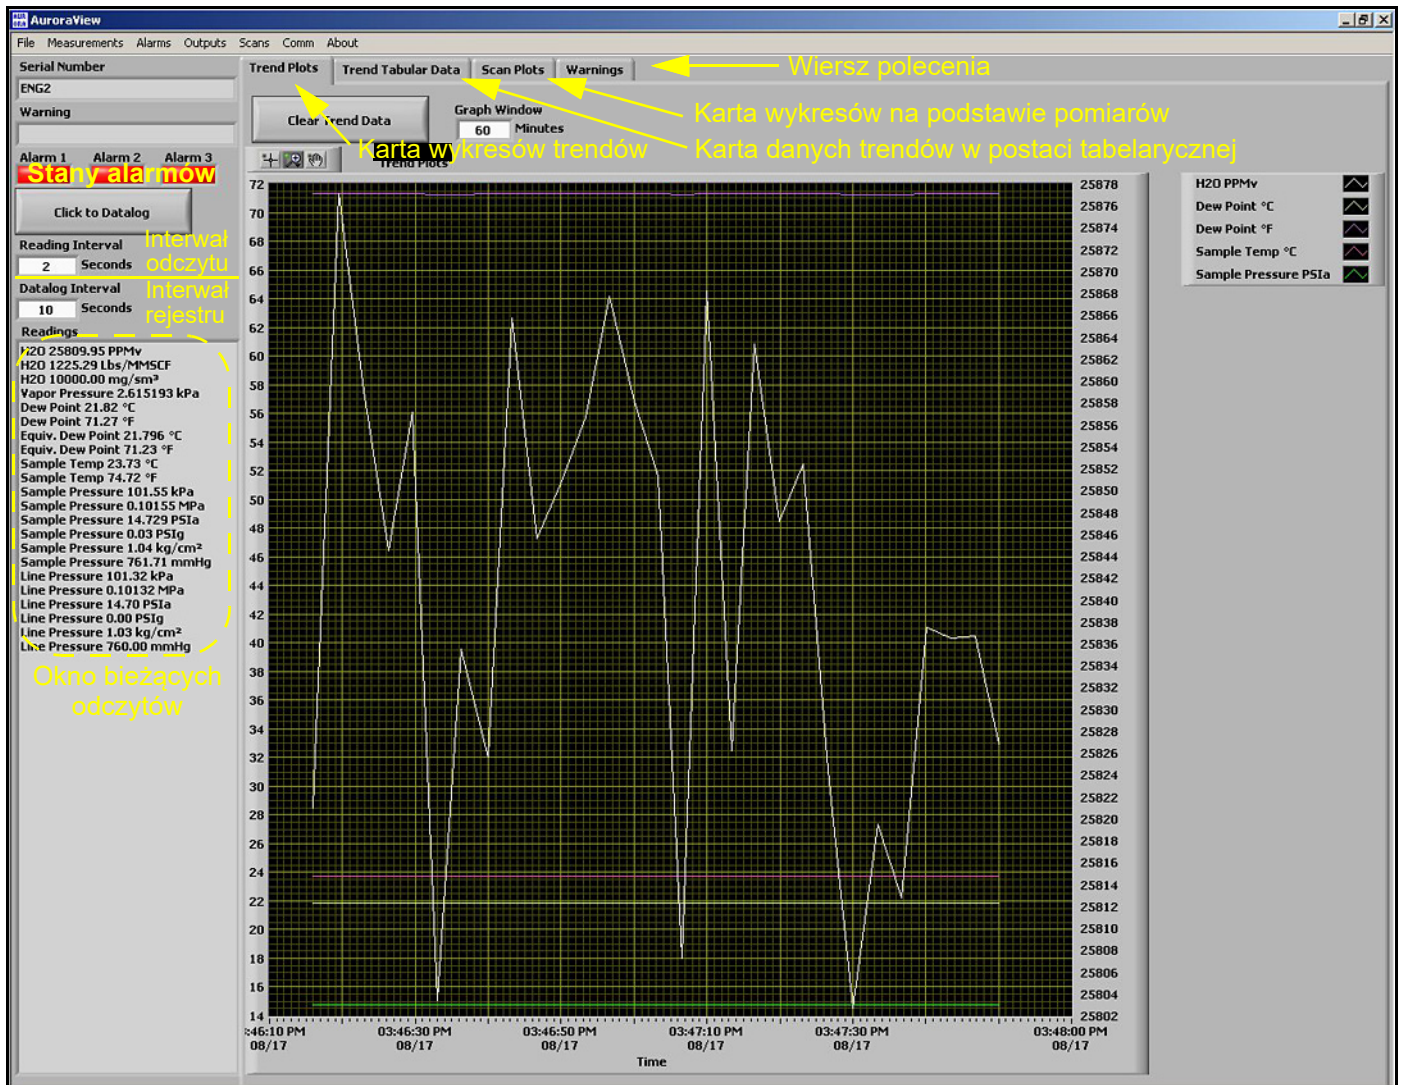 AuroraView
File Measurements Alarms Outputs Scans Comm About
Serial Number
ENG2
Warning
Alarm 1 Alarm 2 Alarm 3
Stany alarmów
Click to Datalog
Reading Interval
2 Seconds
Interwał
odczytu
Datalog Interval
10 Seconds
Interwał
rejestru
Readings
H2O 25809.95 PPMv
H2O 1225.29 Lbs/MMSCF
H2O 10000.00 mg/sm³
Vapor Pressure 2.615193 kPa
Dew Point 21.82 °C
Dew Point 71.27 °F
Equiv. Dew Point 21.796 °C
Equiv. Dew Point 71.23 °F
Sample Temp 23.73 °C
Sample Temp 74.72 °F
Sample Pressure 101.55 kPa
Sample Pressure 0.10155 MPa
Sample Pressure 14.729 PSIa
Sample Pressure 0.03 PSIg
Sample Pressure 1.04 kg/cm²
Sample Pressure 761.71 mmHg
Line Pressure 101.32 kPa
Line Pressure 0.10132 MPa
Line Pressure 14.70 PSIa
Line Pressure 0.00 PSIg
Line Pressure 1.03 kg/cm²
Line Pressure 760.00 mmHg
Okno bieżących
odczytów
Trend Plots Trend Tabular Data Scan Plots Warnings
Wiersz polecenia
Clear Trend Data
Graph Window
60 Minutes
Karta wykresów na podstawie pomiarów
Karta wykresów trendów
Karta danych trendów w postaci tabelarycznej
Trend Plots
72
70
68
66
64
62
60
58
56
54
52
50
48
46
44
42
40
38
36
34
32
30
28
26
24
22
20
18
16
14
25878
25876
25874
25872
25870
25868
25866
25864
25862
25860
25858
25856
25854
25852
25850
25848
25846
25844
25842
25840
25838
25836
25834
25832
25830
25828
25826
25824
25822
25820
25818
25816
25814
25812
25810
25808
25806
25804
25802
:46:10 PM 03:46:30 PM 03:46:50 PM 03:47:10 PM 03:47:30 PM 03:48:00 PM
08/17 08/17 08/17 08/17 08/17 08/17
Time
H2O PPMv
Dew Point °C
Dew Point °F
Sample Temp °C
Sample Pressure PSIa